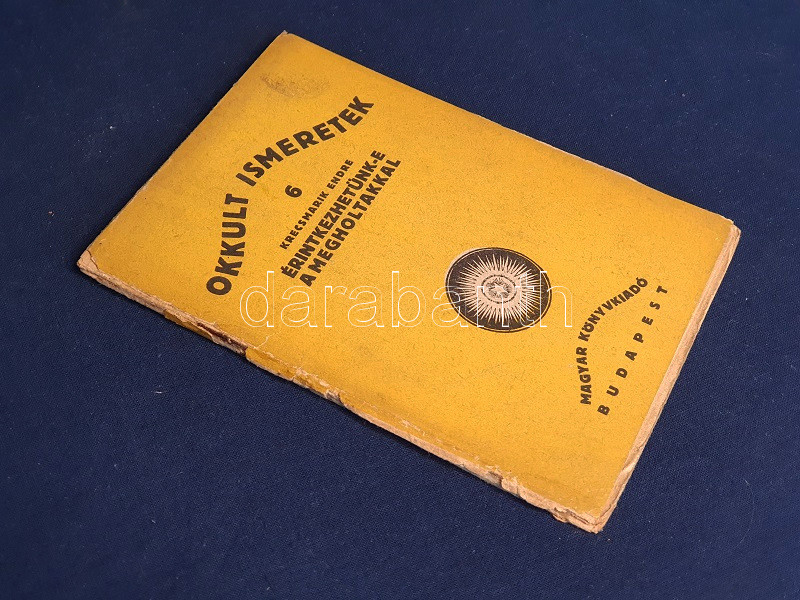 OKKULT ISMERETEK
6
KRECSMARIK ENDRE
ÉRINTKEZHETÜNK-E
A MEGHOLTAKKAL
MAGYAR KÖNYVKIADÓ
BUDAPEST
darabanth